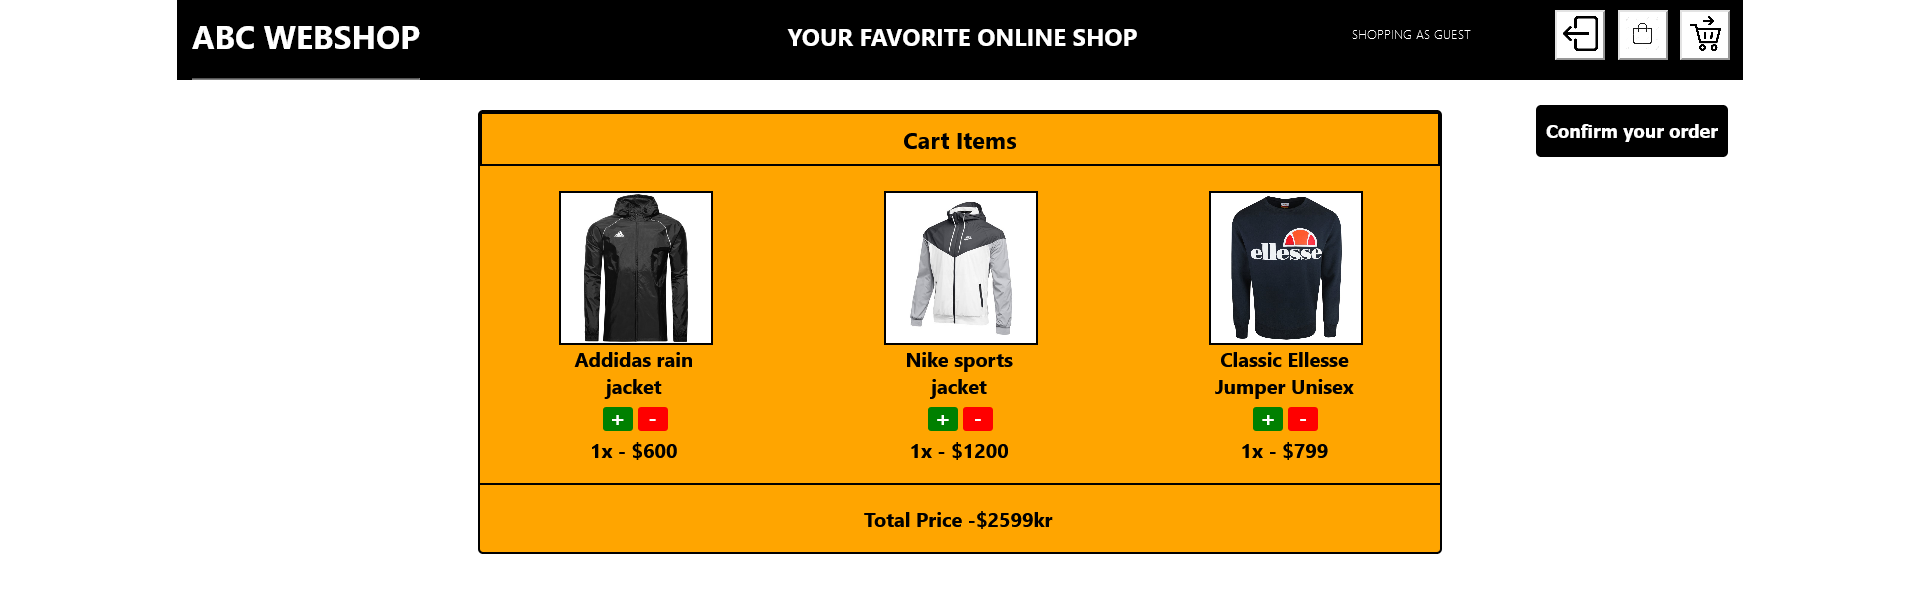 ABC WEBSHOP
YOUR FAVORITE ONLINE SHOP
SHOPPING AS GUEST
Confirm your order
Cart Items
ellesse
Addidas rain
jacket
+ -
1x - $600
Nike sports
jacket
+ -
1x - $1200
Classic Ellesse
Jumper Unisex
+ -
1x - $799
Total Price -$2599kr